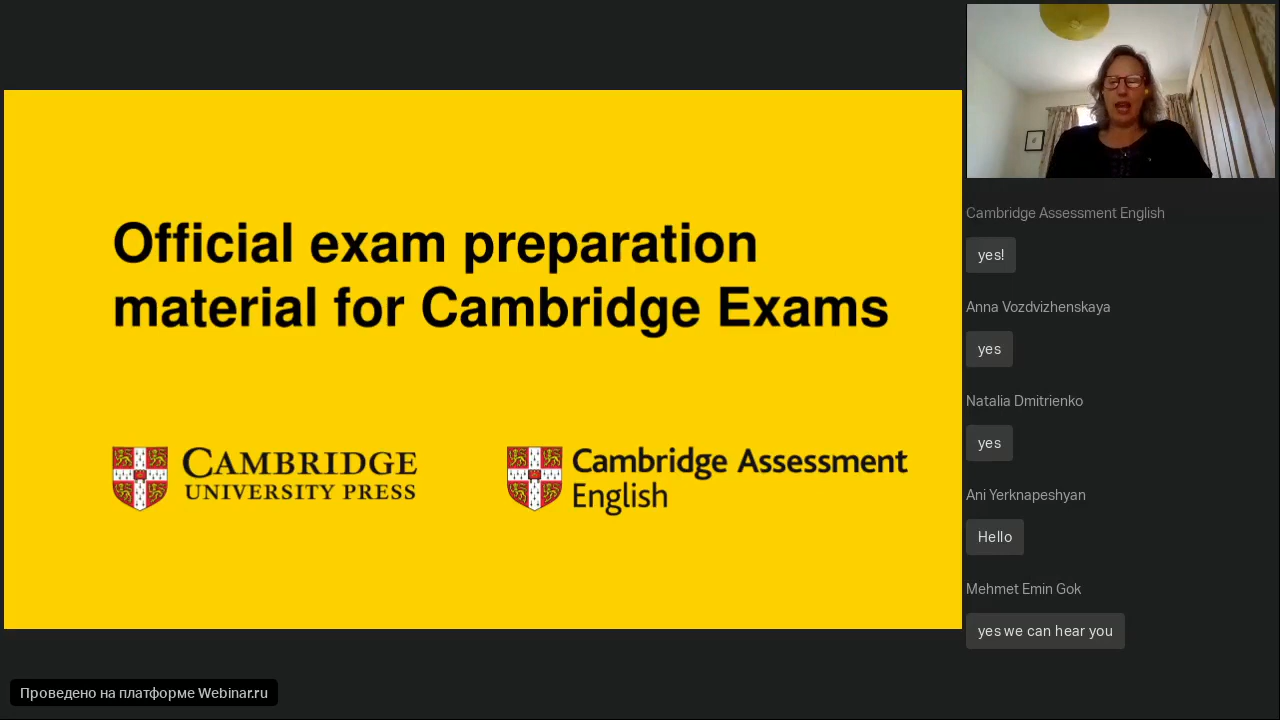 Official exam preparation
material for Cambridge Exams
CAMBRIDGE
UNIVERSITY PRESS
Cambridge Assessment
English
Cambridge Assessment English
yes!
Anna Vozdvizhenskaya
yes
Natalia Dmitrienko
yes
Ani Yerknapeshyan
Hello
Mehmet Emin Gok
yes we can hear you
Проведено на платформе Webinar.ru